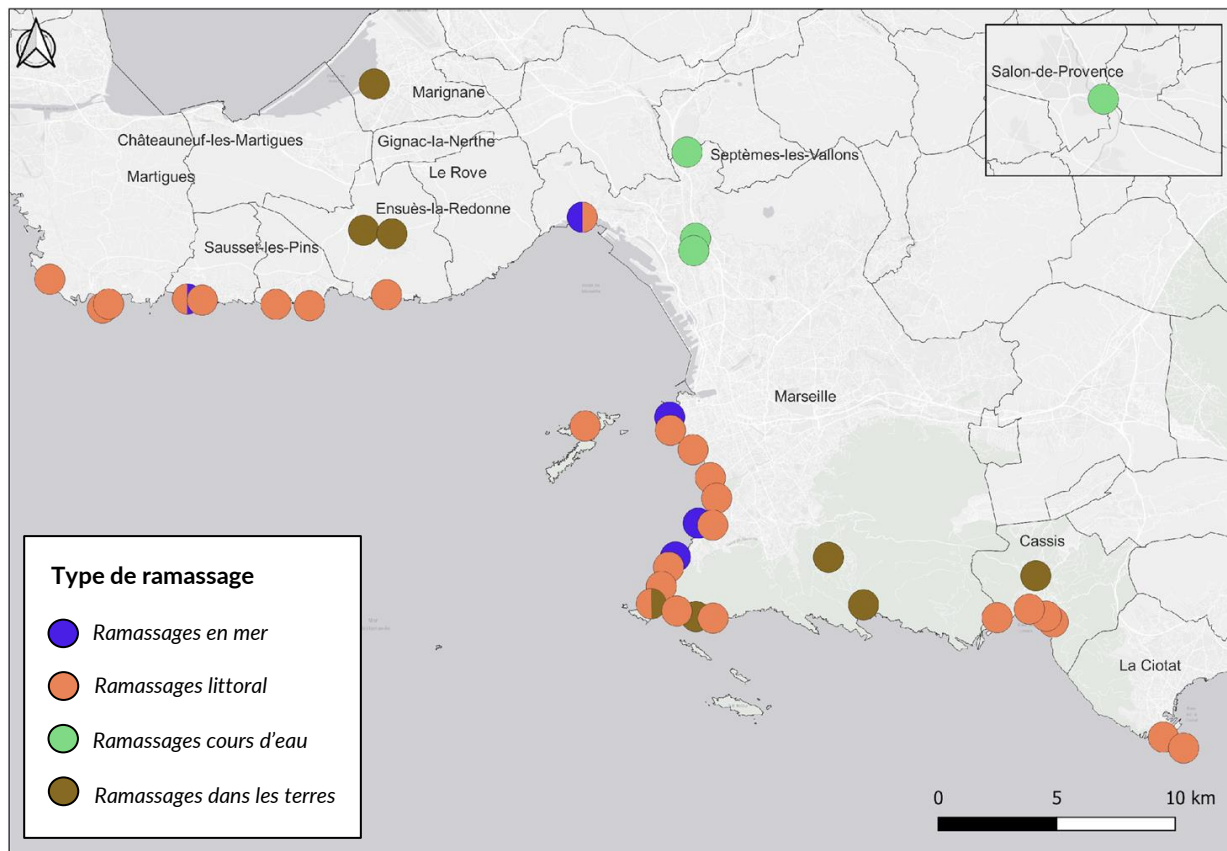 Salon-de-Provence
Marignane
Châteauneuf-les-Martigues
Gignac-la-Nerthe
Septèmes-les-Vallons
Martigues
Le Rove
Ensuès-la-Redonne
Sausset-les-Pins
Marseille
Cassis
La Ciotat
Type de ramassage
Ramassages en mer
Ramassages littoral
Ramassages cours d'eau
Ramassages dans les terres
0 5 10 km